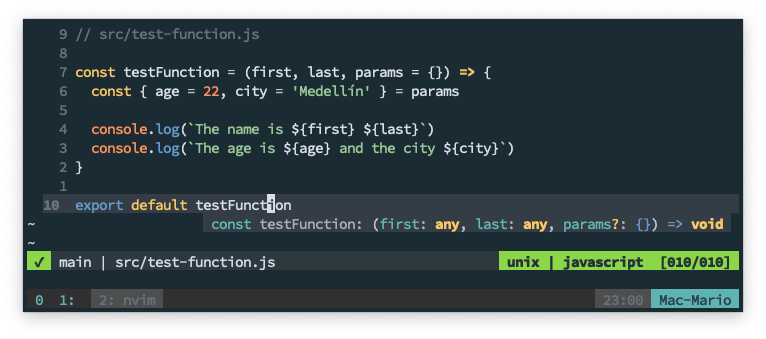 9 // src/test-function.js
8
7 const testFunction = (first, last, params = {}) => {
6   const { age = 22, city = 'Medellín' } = params
5
4   console.log(`The name is ${first} ${last}`)
3   console.log(`The age is ${age} and the city ${city}`)
2 }
1
10 export default testFunction
~ const testFunction: (first: any, last: any, params?: {}) => void
~
✓ main | src/test-function.js unix | javascript [010/010]
0 1: 2: nvim 23:00 Mac-Mario